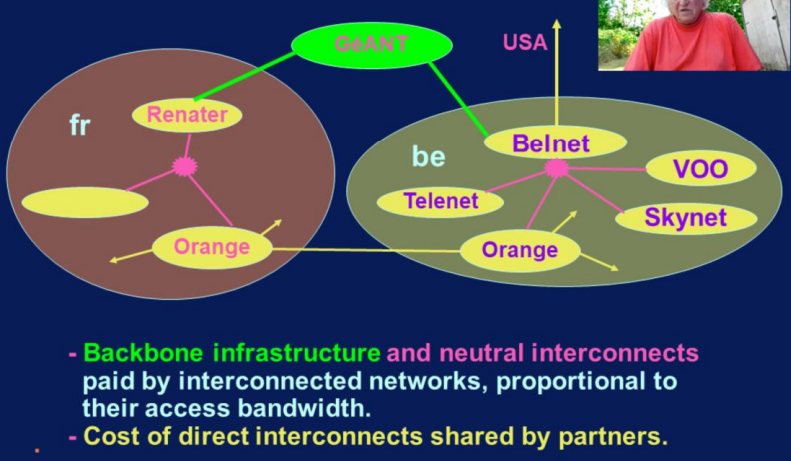 GéANT
USA
fr
Renater
Orange
be
Belnet
VOO
Telenet
Skynet
Orange
- Backbone infrastructure and neutral interconnects
paid by interconnected networks, proportional to
their access bandwidth.
- Cost of direct interconnects shared by partners.